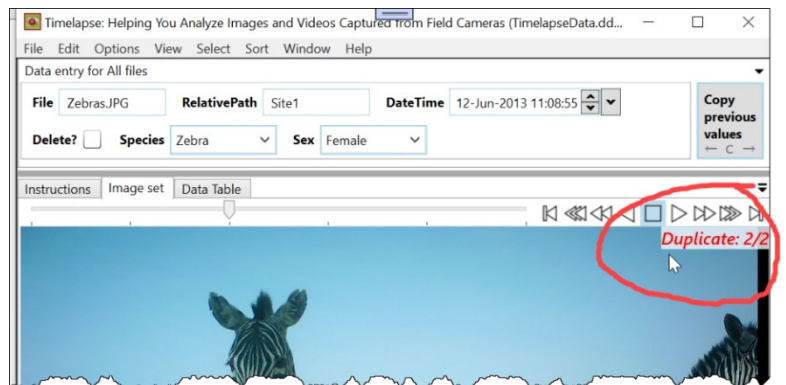 Timelapse: Helping You Analyze Images and Videos Captured from Field Cameras (TimelapseData.dd...
File Edit Options View Select Sort Window Help
Data entry for All files
File Zebras.JPG RelativePath Site1 DateTime 12-Jun-2013 11:08:55
Copy previous values
← C →
Delete? Species Zebra Sex Female
Instructions Image set Data Table
Duplicate: 2/2